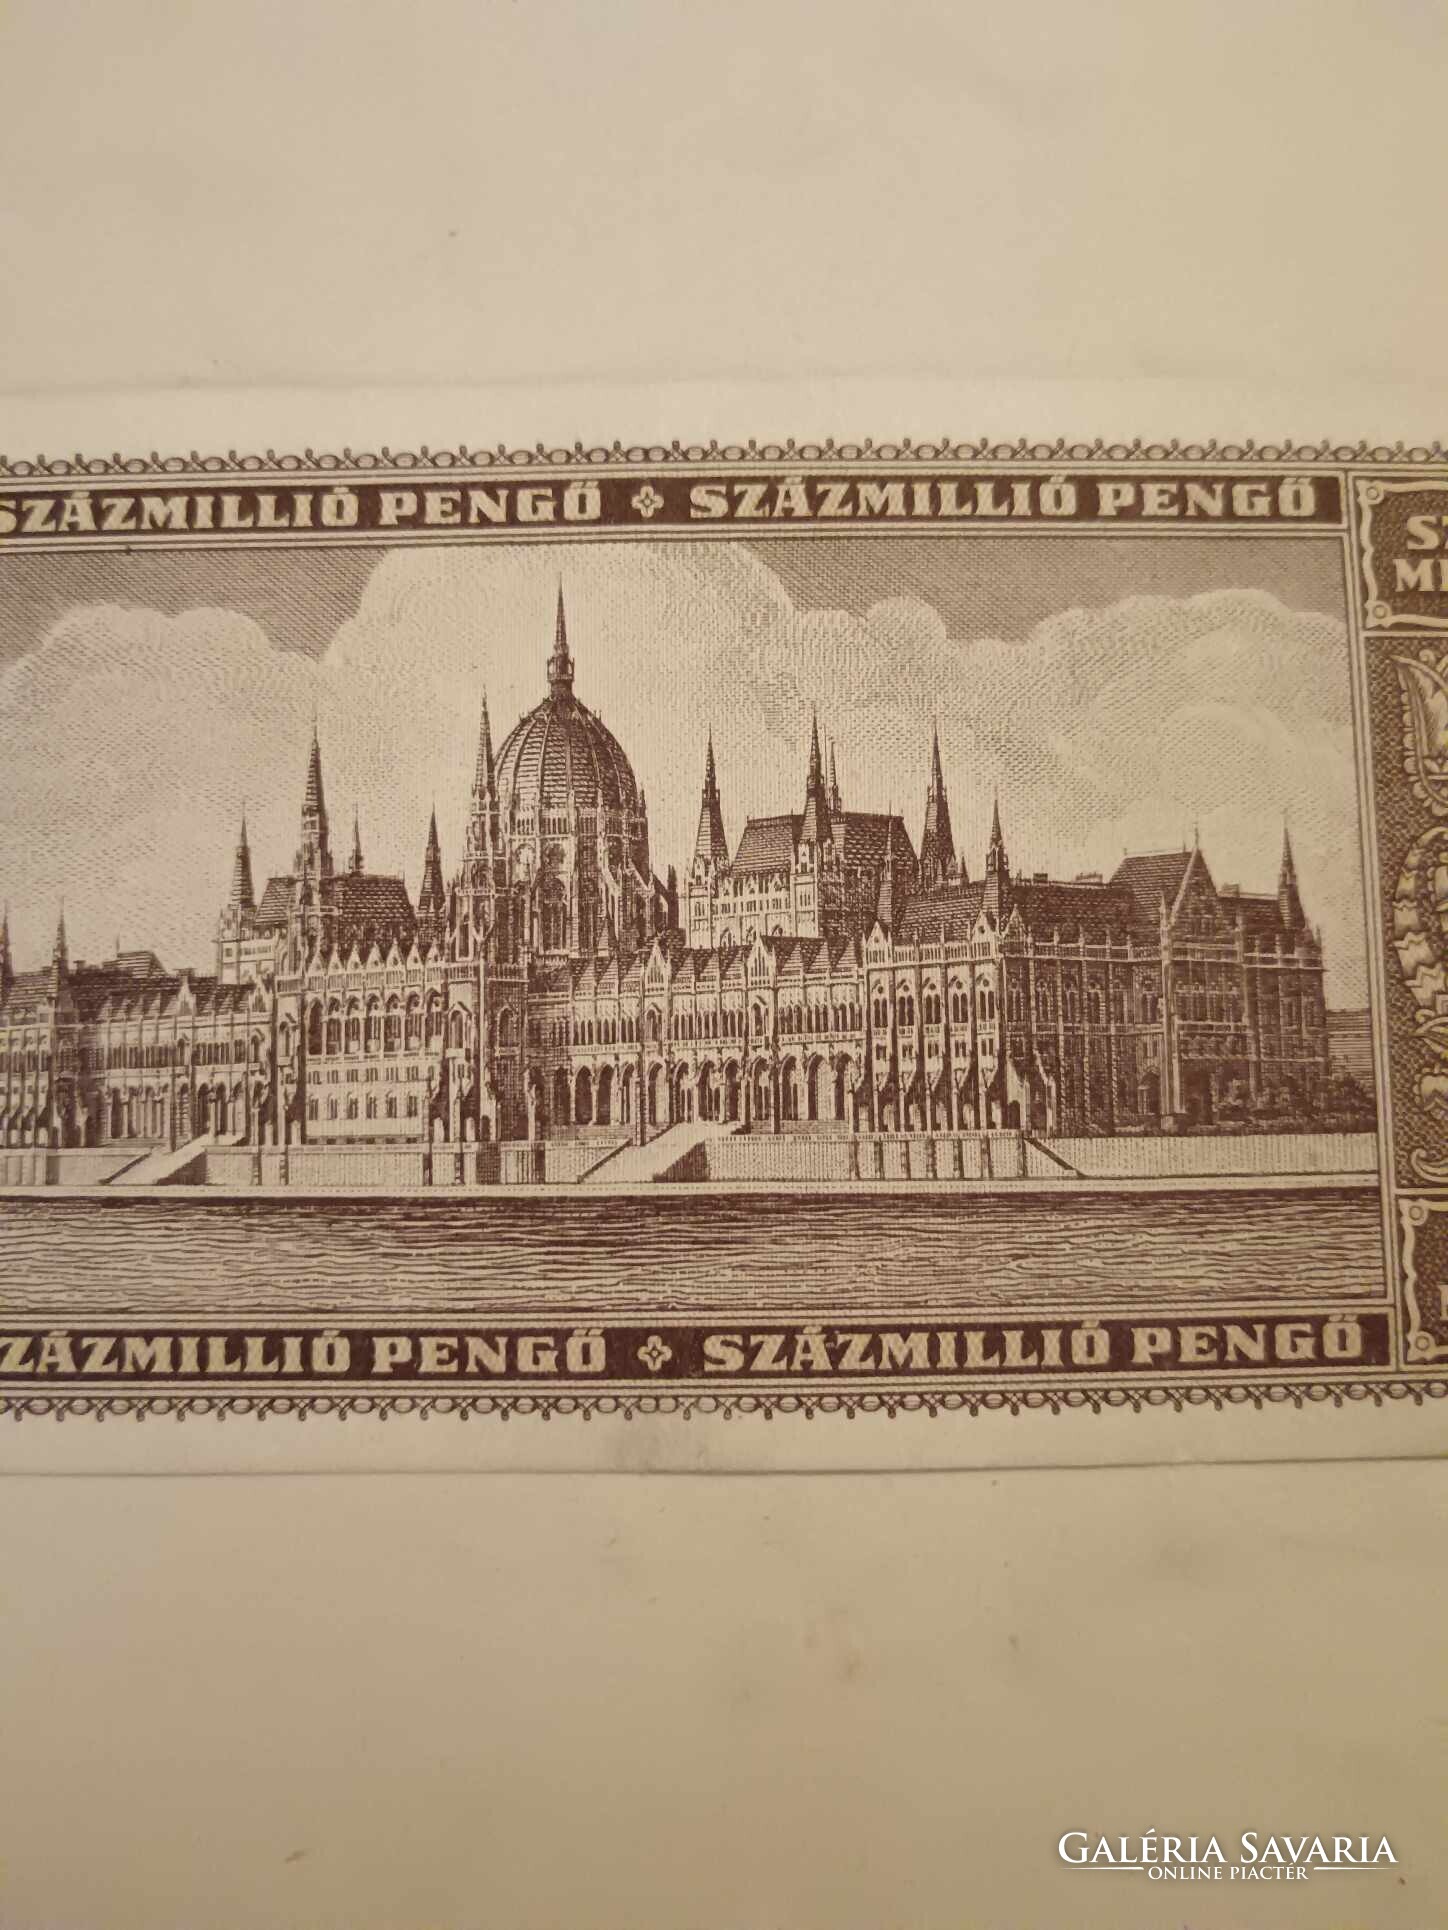 SZÁZMILLIÓ PENGŐ SZÁZMILLIÓ PENGŐ
SZÁZMILLIÓ PENGŐ SZÁZMILLIÓ PENGŐ
GALÉRIA SAVARIA
ONLINE PIACTÉR